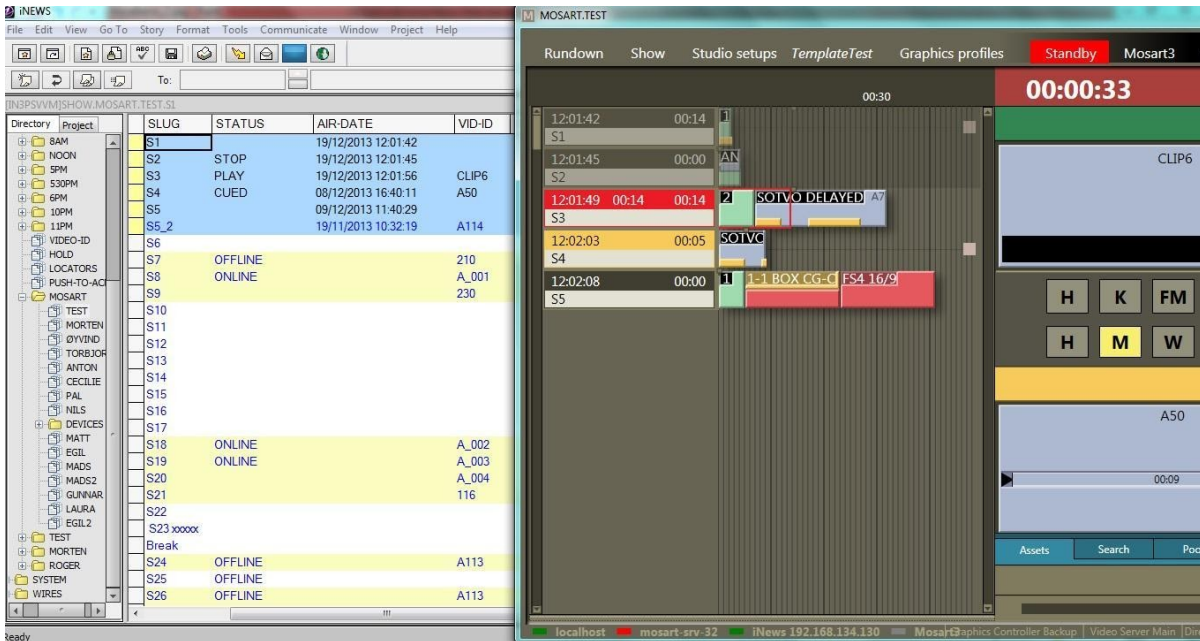 iNEWS
File Edit View Go To Story Format Tools Communicate Window Project Help
To:
[IN3PSVVM]SHOW.MOSART.TEST.S1
Directory Project
8AM
NOON
5PM
530PM
6PM
10PM
11PM
VIDEO-ID
HOLD
LOCATORS
PUSH-TO-AC
MOSART
TEST
MORTEN
ØYVIND
TORBJOR
ANTON
CECILIE
PAL
NILS
DEVICES
MATT
EGIL
MADS
MADS2
GUNNAR
LAURA
EGIL2
TEST
MORTEN
ROGER
SYSTEM
WIRES
Ready
SLUG STATUS AIR-DATE VID-ID
S1 19/12/2013 12:01:42
S2 STOP 19/12/2013 12:01:45
S3 PLAY 19/12/2013 12:01:56 CLIP6
S4 CUED 08/12/2013 16:40:11 A50
S5 09/12/2013 11:40:29
S5_2 19/11/2013 10:32:19 A114
S6
S7 OFFLINE 210
S8 ONLINE A_001
S9 230
S10
S11
S12
S13
S14
S15
S16
S17
S18 ONLINE A_002
S19 ONLINE A_003
S20 A_004
S21 116
S22
S23 xxxxx
Break
S24 OFFLINE A113
S25 OFFLINE
S26 OFFLINE A113
MOSART.TEST
Rundown Show Studio setups TemplateTest Graphics profiles Standby Mosart3
00:30
00:00:33
12:01:42 00:14 1
S1
12:01:45 00:00 AN
S2
12:01:49 00:14 00:14 2 SOTVO DELAYED A7
S3
12:02:03 00:05 SOTVO
S4
12:02:08 00:00 1 1-1 BOX CG-C FS4 16/9
S5
CLIP6
H K FM
H M W
A50
00:09
Assets Search Poo
localhost mosart-srv-32 iNews 192.168.134.130 Mosart3 raphics Controller Backup Video Server Main